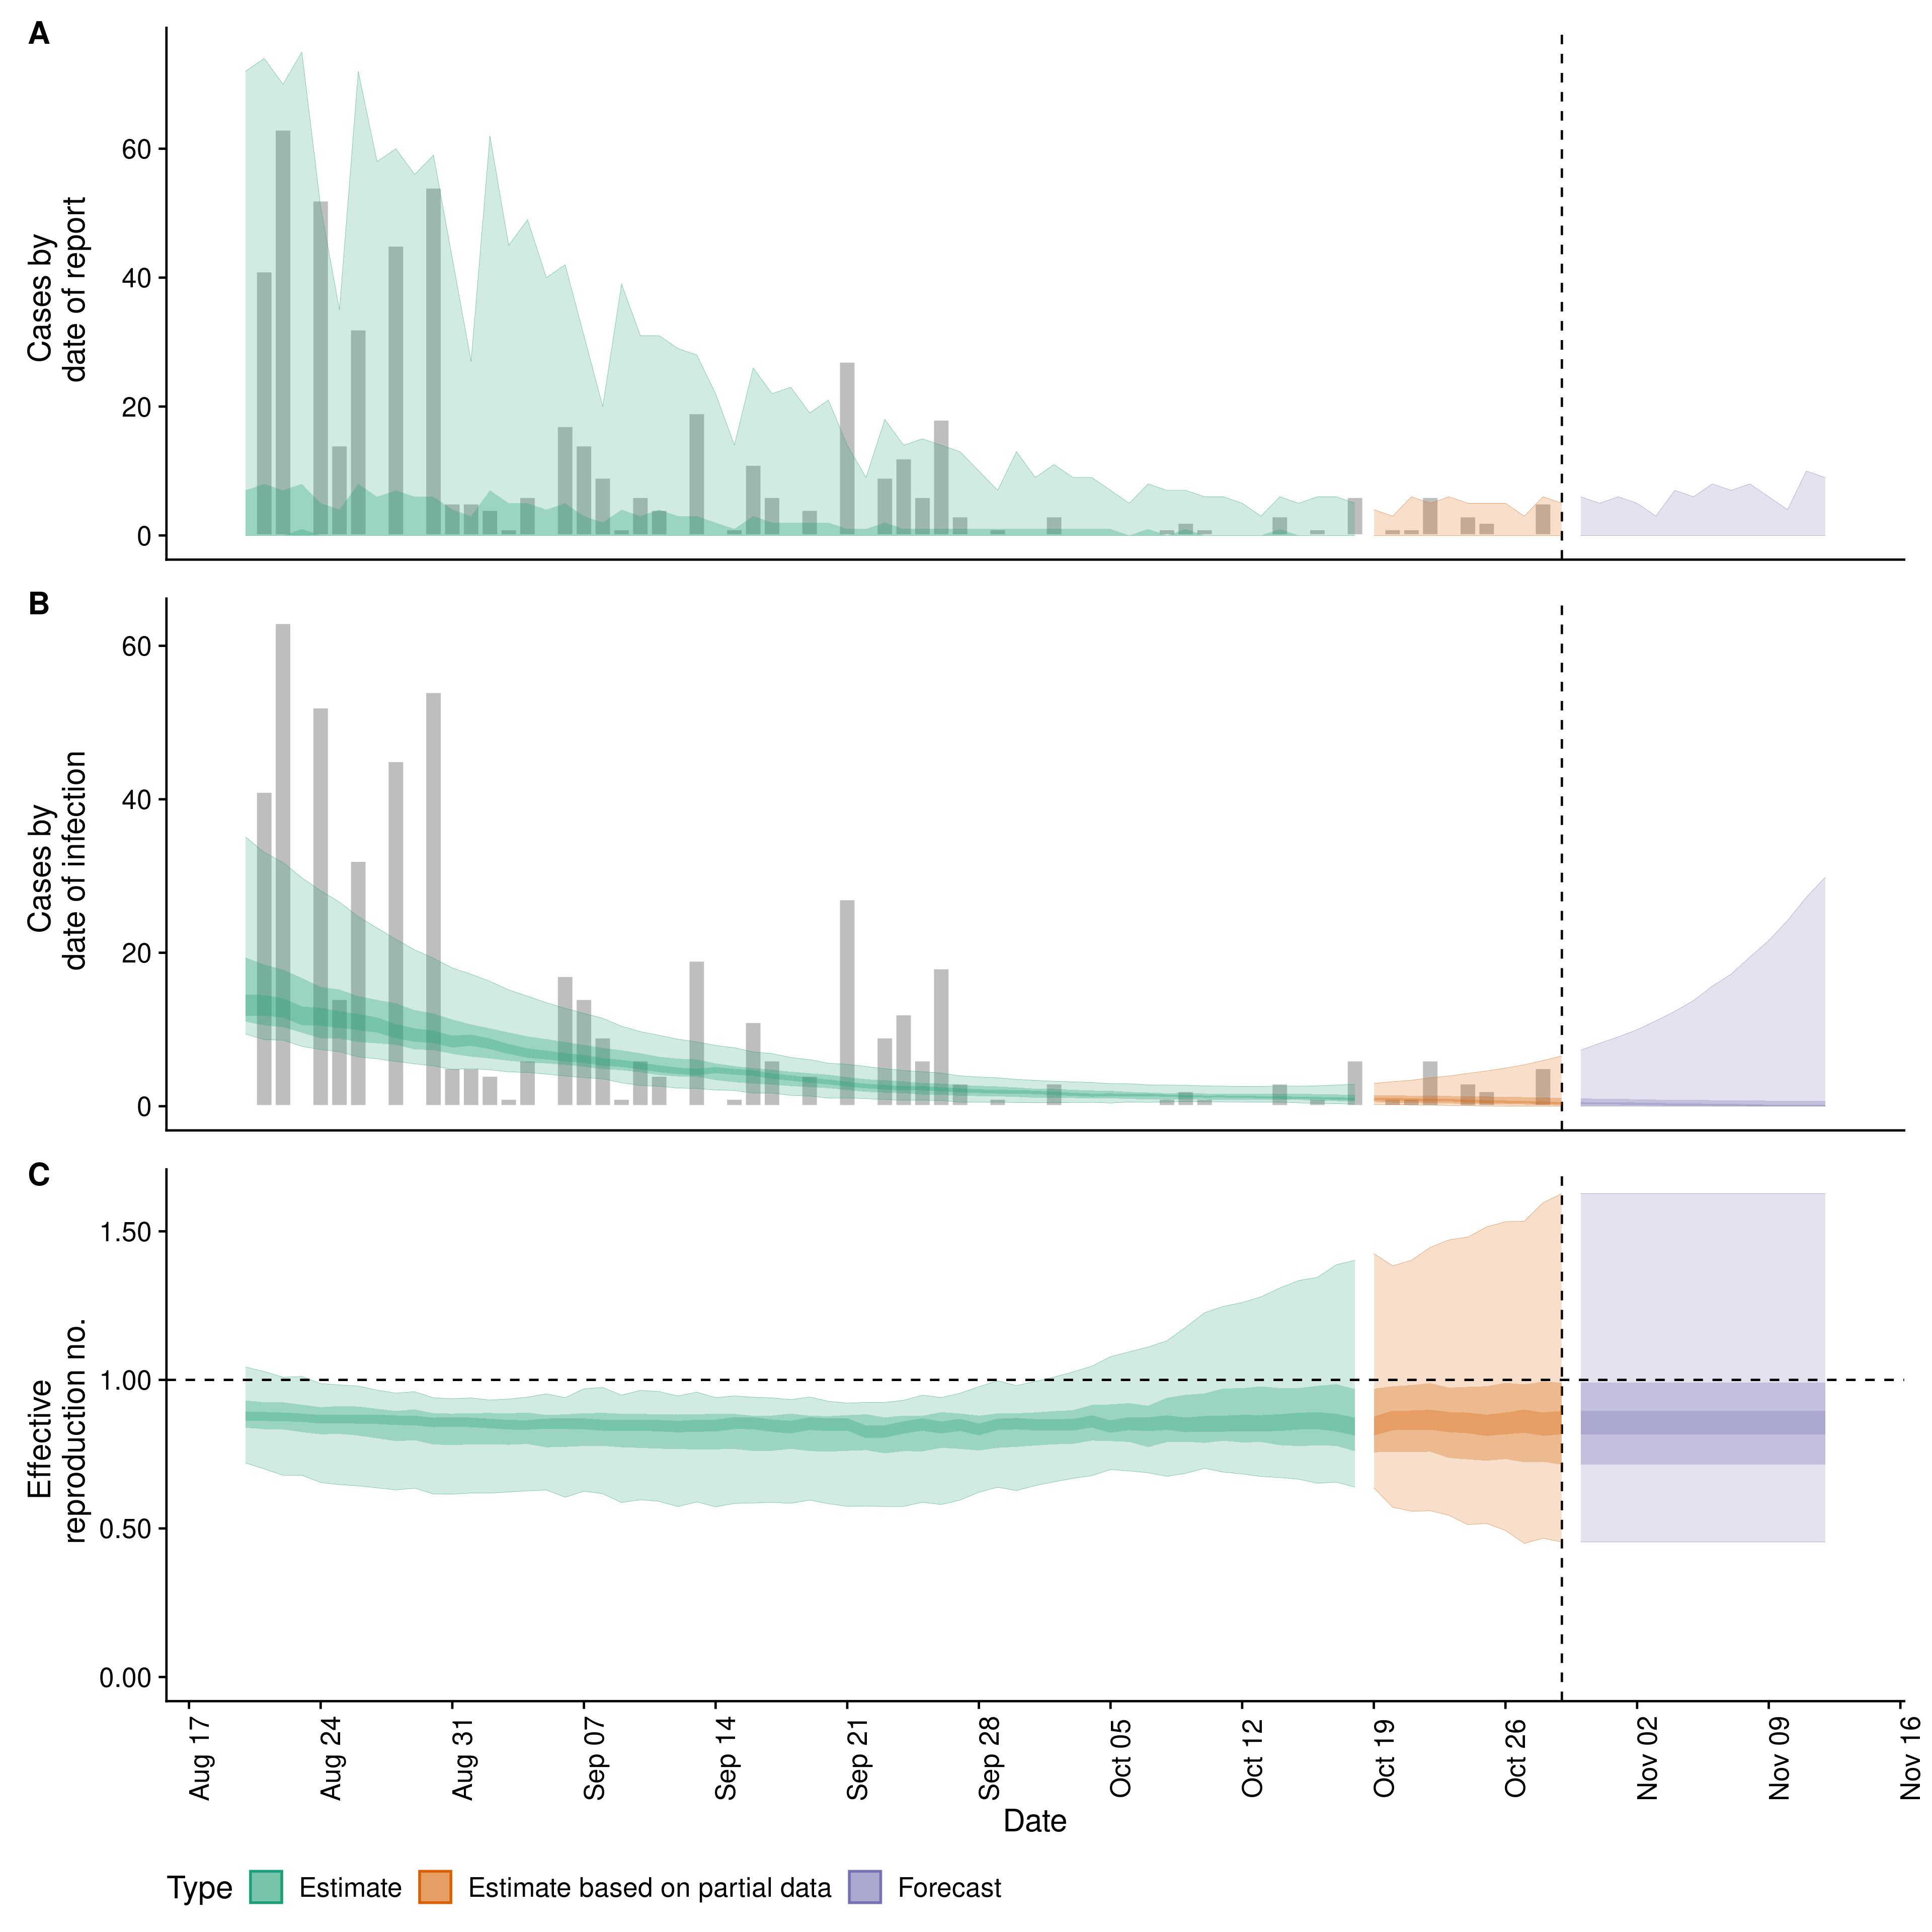 A
Cases by
date of report
60
40
20
0
B
Cases by
date of infection
60
40
20
0
C
Effective
reproduction no.
1.50
1.00
0.50
0.00
Aug 17
Aug 24
Aug 31
Sep 07
Sep 14
Sep 21
Sep 28
Oct 05
Oct 12
Oct 19
Oct 26
Nov 02
Nov 09
Nov 16
Date
Type Estimate Estimate based on partial data Forecast